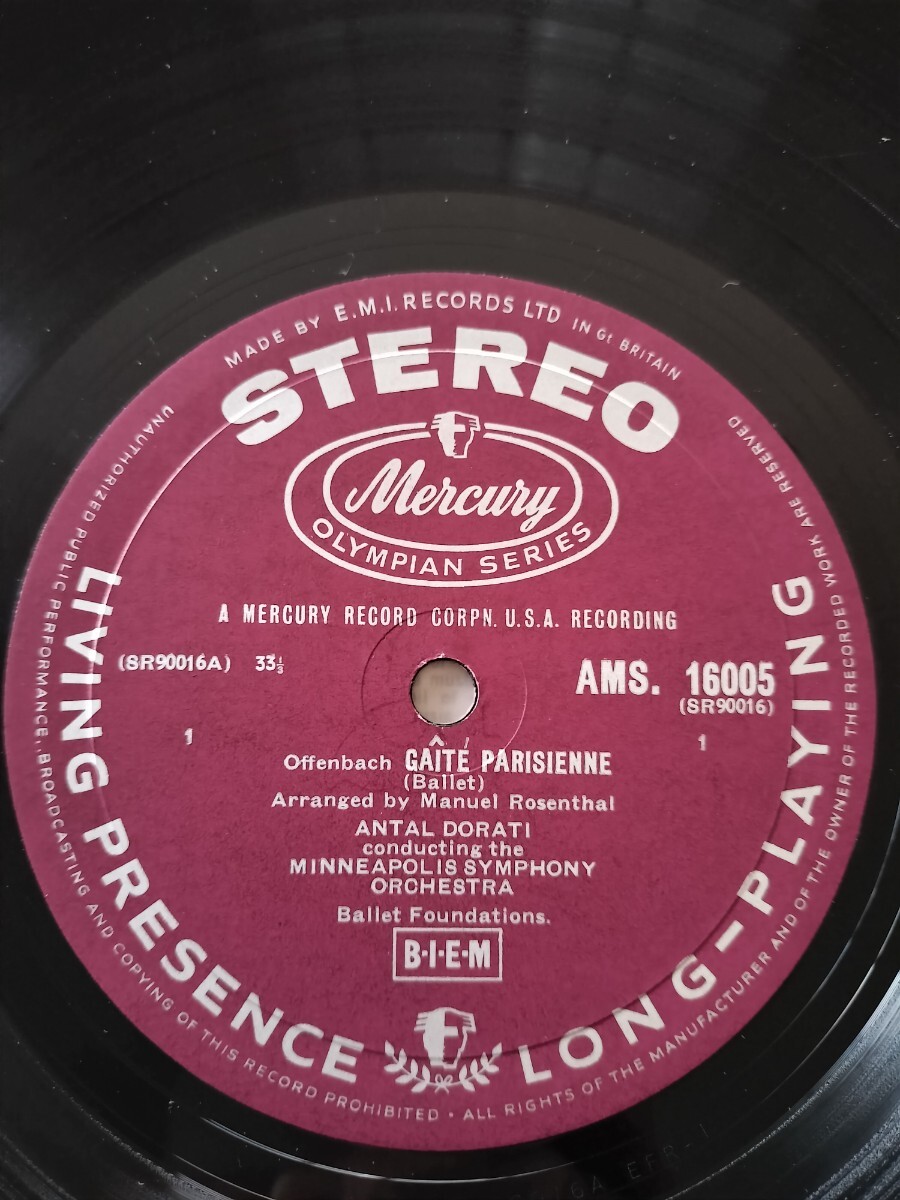 MADE BY E.M.I. RECORDS LTD IN Gt BRITAIN
STEREO
Mercury
OLYMPIAN SERIES
A MERCURY RECORD CORPN. U.S.A. RECORDING
(SR90016A) 33⅓
AMS. 16005
(SR90016)
1 1
Offenbach GAÎTÉ PARISIENNE
(Ballet)
Arranged by Manuel Rosenthal
ANTAL DORATI
conducting the
MINNEAPOLIS SYMPHONY
ORCHESTRA
Ballet Foundations.
B·I·E·M
LIVING PRESENCE LONG-PLAYING
UNAUTHORIZED PUBLIC PERFORMANCE, BROADCASTING AND COPYING OF THIS RECORD PROHIBITED · ALL RIGHTS OF THE MANUFACTURER AND OF THE OWNER OF THE RECORDED WORK ARE RESERVED